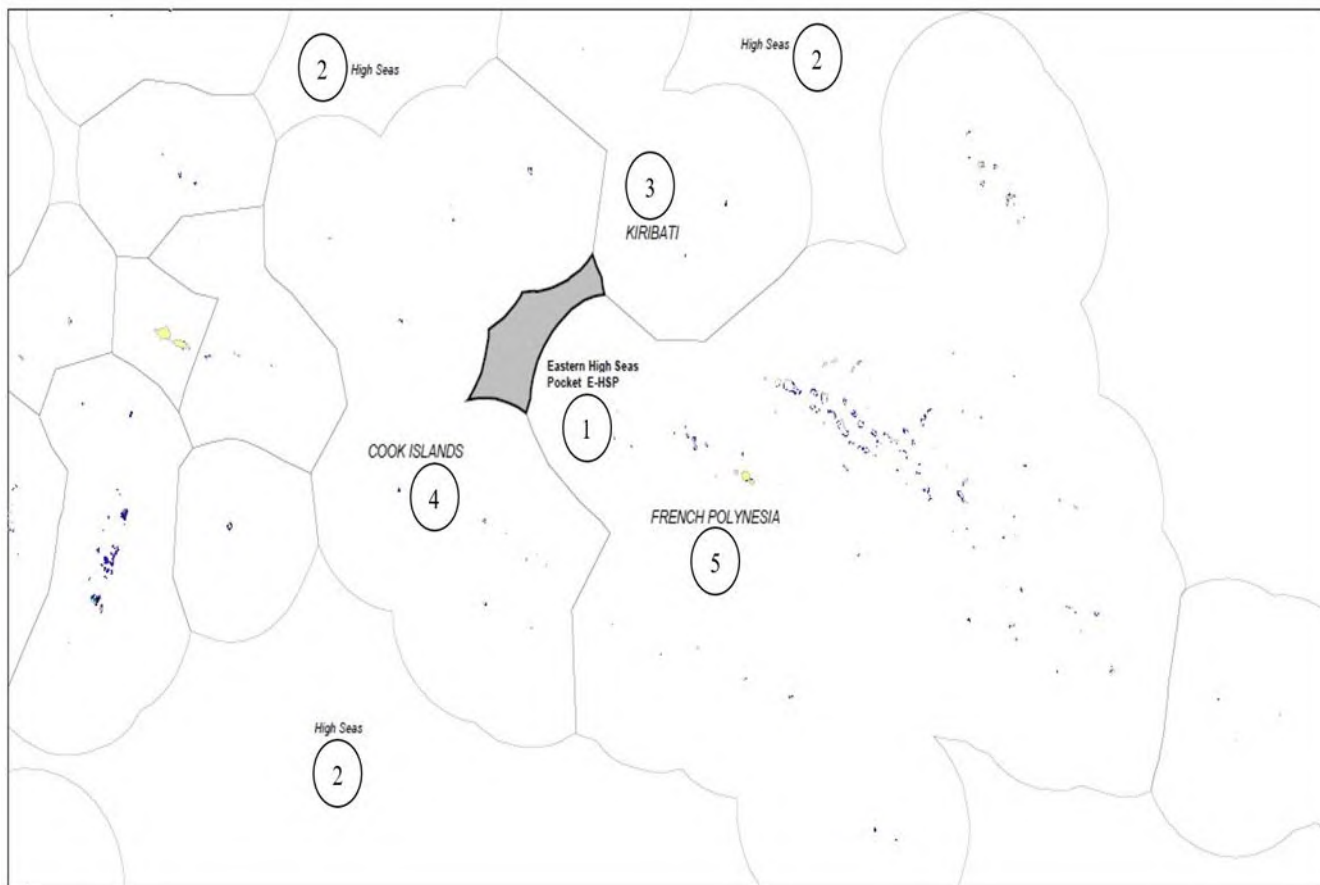 High Seas
2
High Seas
2
3
KIRIBATI
Eastern High Seas
Pocket E-HSP
1
COOK ISLANDS
4
FRENCH POLYNESIA
5
High Seas
2